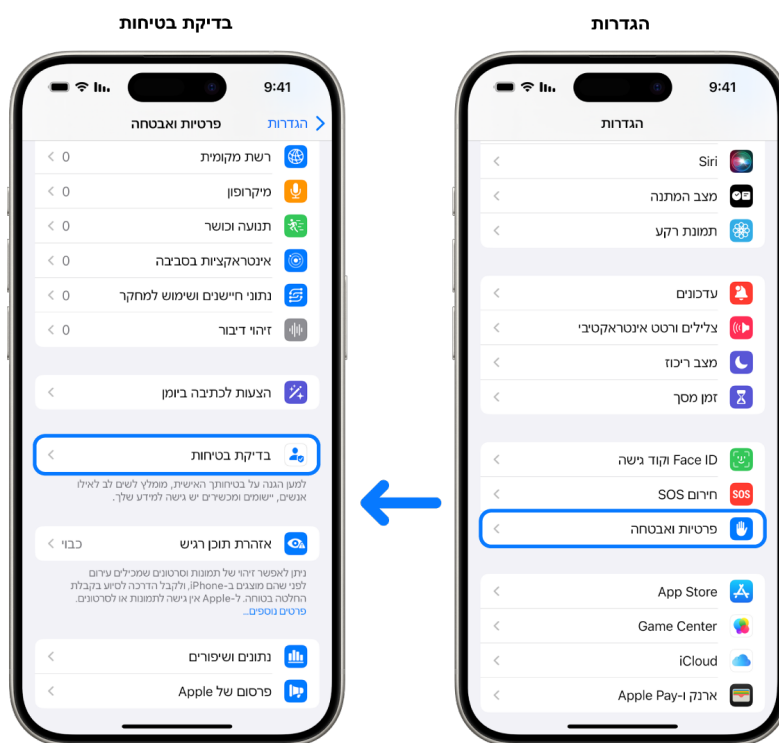 הגדרות
9:41
הגדרות
Siri
מצב המתנה
תמונת רקע
עדכונים
צלילים ורטט אינטראקטיבי
מצב ריכוז
זמן מסך
Face ID וקוד גישה
SOS
חירום SOS
פרטיות ואבטחה
App Store
Game Center
iCloud
ארנק ו-Apple Pay
בדיקת בטיחות
9:41
הגדרות
פרטיות ואבטחה
רשת מקומית 0
מיקרופון 0
תנועה וכושר 0
אינטראקציות בסביבה 0
נתוני חיישנים ושימוש למחקר 0
זיהוי דיבור 0
הצעות לכתיבה ביומן
בדיקת בטיחות
למען הגנה על בטיחותך האישית, מומלץ לשים לב לאילו
אנשים, יישומים ומכשירים יש גישה למידע שלך.
אזהרת תוכן רגיש כבוי
ניתן לאפשר זיהוי של תמונות וסרטונים שמכילים עירום
לפני שהם מוצגים ב-iPhone, ולקבל הדרכה לסיוע בקבלת
החלטה בטוחה. ל-Apple אין גישה לתמונות או לסרטונים.
פרטים נוספים...
נתונים ושיפורים
פרסום של Apple